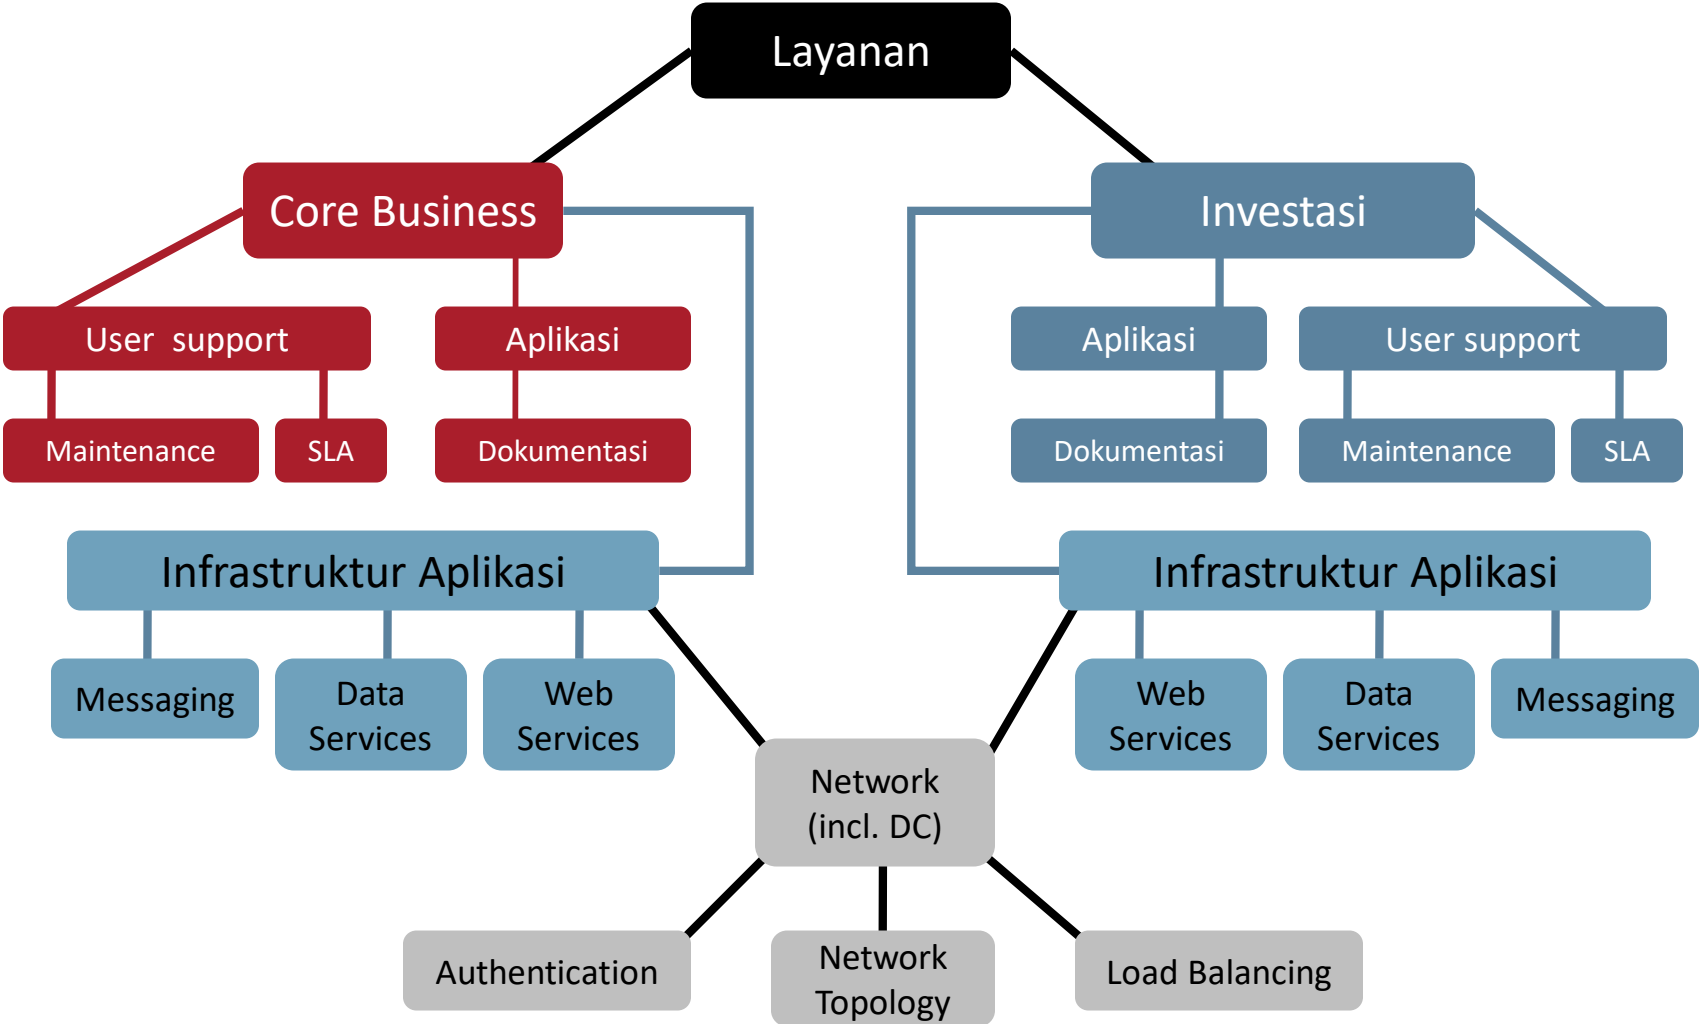 Layanan
Core Business
Investasi
User  support
Aplikasi
Aplikasi
User support
Maintenance
SLA
Dokumentasi
Dokumentasi
Maintenance
SLA
Infrastruktur Aplikasi
Infrastruktur Aplikasi
Messaging
Data
Services
Web
Services
Web
Services
Data
Services
Messaging
Network
(incl. DC)
Authentication
Network
Topology
Load Balancing